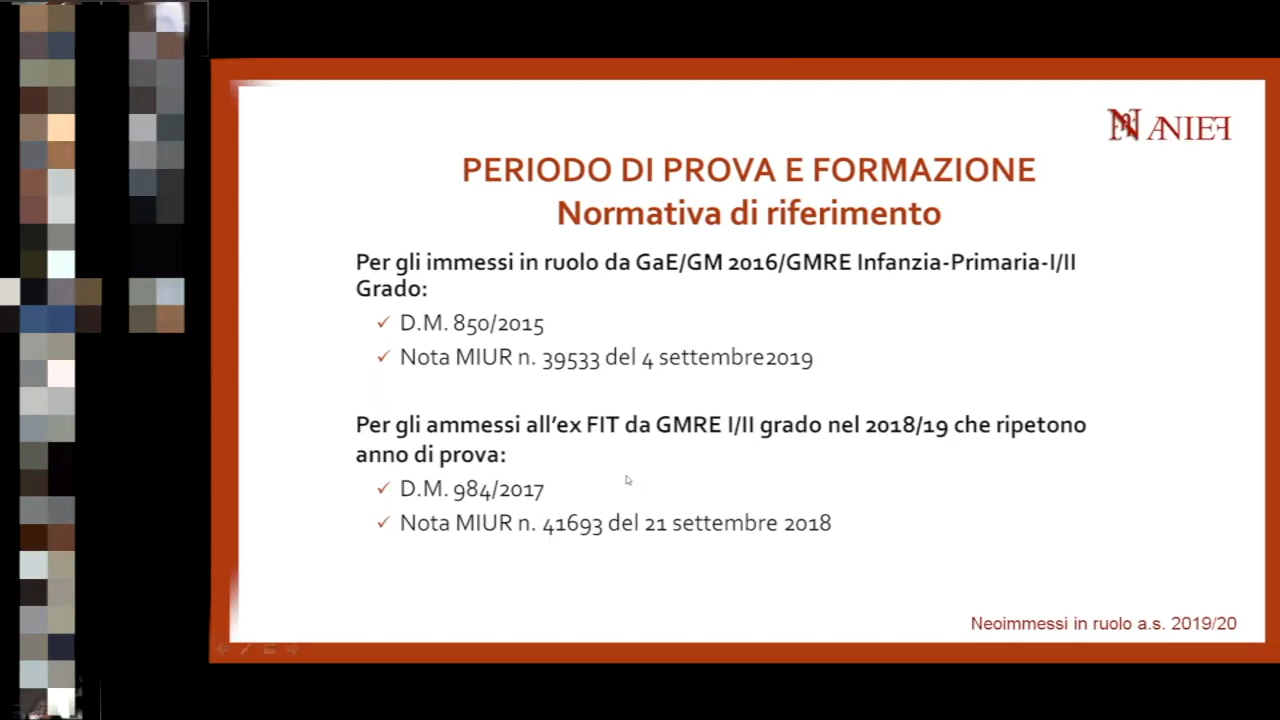 ANIEF
PERIODO DI PROVA E FORMAZIONE
Normativa di riferimento
Per gli immessi in ruolo da GaE/GM 2016/GMRE Infanzia-Primaria-I/II
Grado:
✓ D.M. 850/2015
✓ Nota MIUR n. 39533 del 4 settembre2019
Per gli ammessi all’ex FIT da GMRE I/II grado nel 2018/19 che ripetono
anno di prova:
✓ D.M. 984/2017
✓ Nota MIUR n. 41693 del 21 settembre 2018
Neoimmessi in ruolo a.s. 2019/20